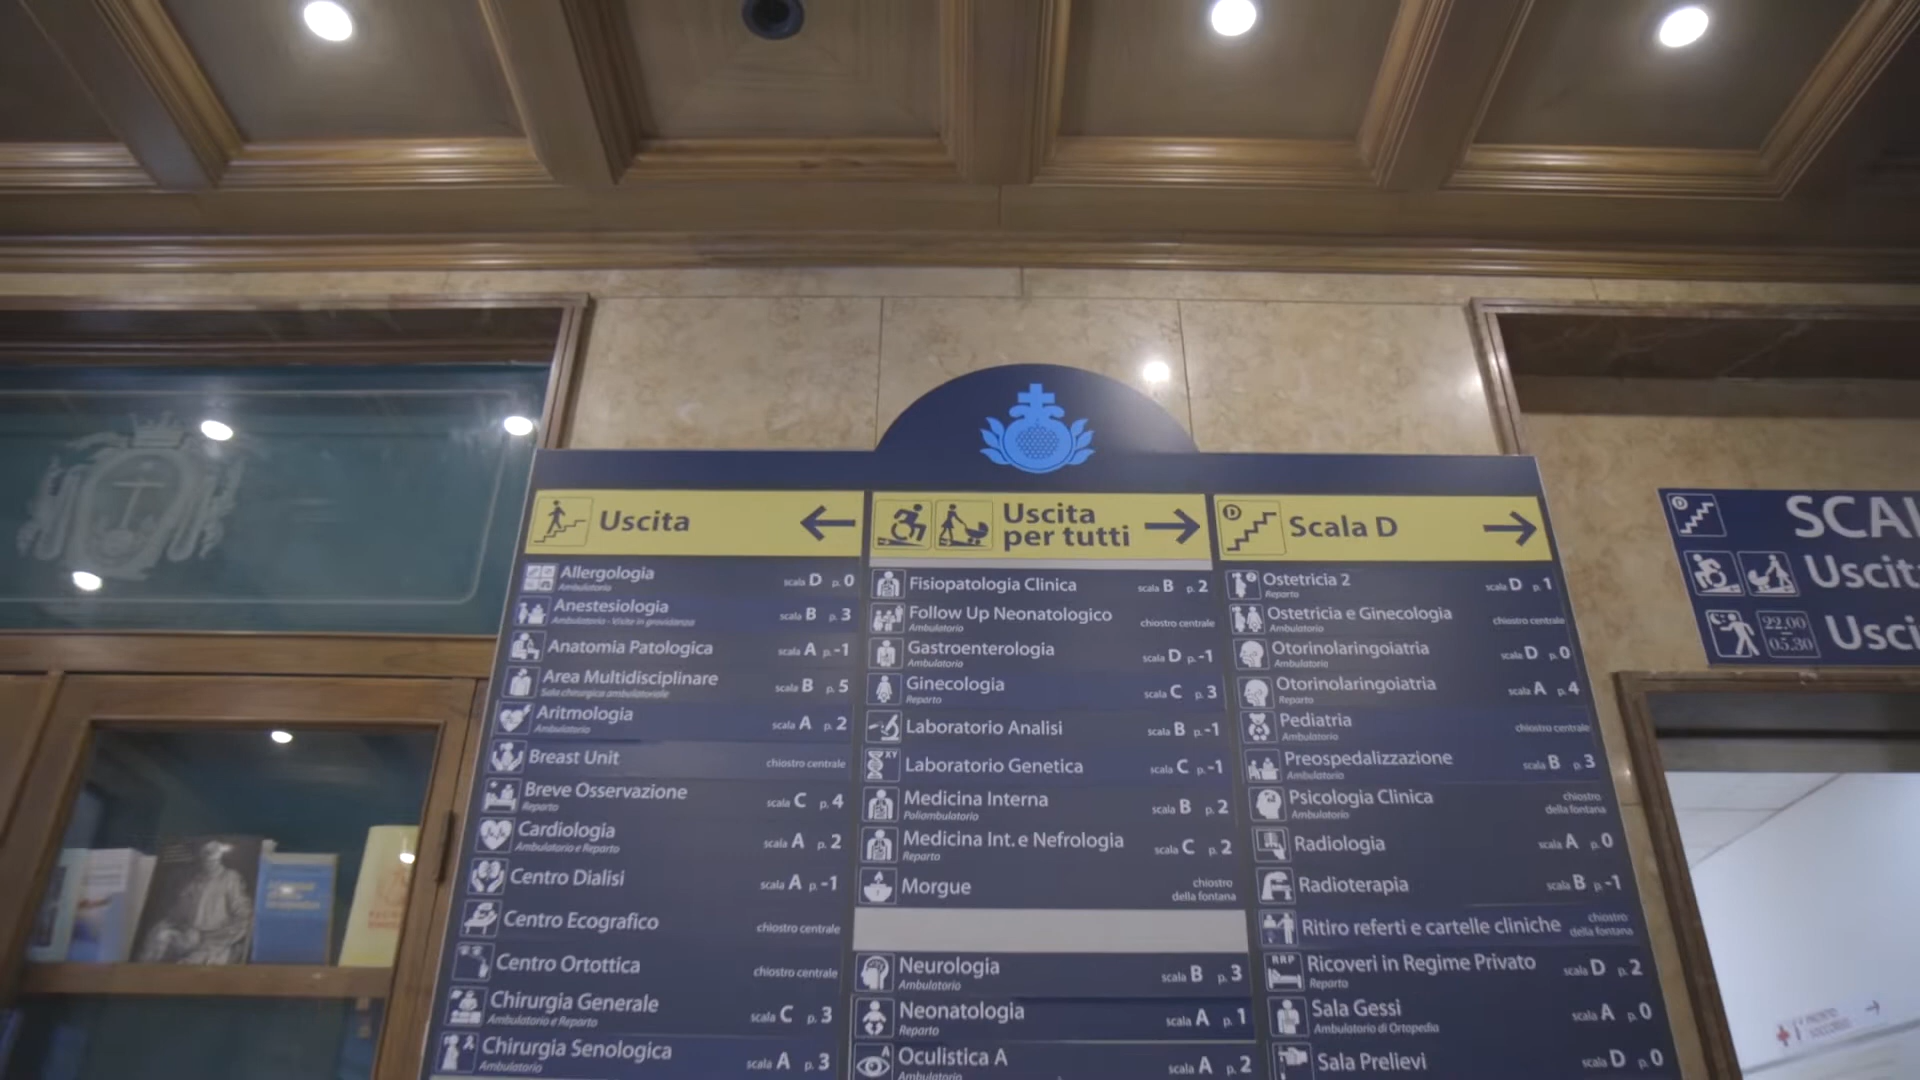 Uscita
Allergologia scala D p. 0
Ambulatorio
Anestesiologia scala B p. 3
Ambulatorio - Visite in gravidanza
Anatomia Patologica scala A p. -1
Area Multidisciplinare scala B p. 5
Sala chirurgica ambulatoriale
Aritmologia scala A p. 2
Ambulatorio
Breast Unit chiostro centrale
Breve Osservazione scala C p. 4
Reparto
Cardiologia scala A p. 2
Ambulatorio e Reparto
Centro Dialisi scala A p. -1
Centro Ecografico chiostro centrale
Centro Ortottica chiostro centrale
Chirurgia Generale scala C p. 3
Ambulatorio e Reparto
Chirurgia Senologica scala A p. 3
Ambulatorio
Uscita
per tutti
Fisiopatologia Clinica scala B p. 2
Follow Up Neonatologico chiostro centrale
Ambulatorio
Gastroenterologia scala D p. -1
Ambulatorio
Ginecologia scala C p. 3
Reparto
Laboratorio Analisi scala B p. -1
XY
Laboratorio Genetica scala C p. -1
Medicina Interna scala B p. 2
Poliambulatorio
Medicina Int. e Nefrologia scala C p. 2
Reparto
Morgue chiostro
della fontana
Neurologia scala B p. 3
Ambulatorio
Neonatologia scala A p. 1
Reparto
A
Oculistica A scala A p. 2
Ambulatorio
D
Scala D
Ostetricia 2 scala D p. 1
Reparto
Ostetricia e Ginecologia chiostro centrale
Ambulatorio
Otorinolaringoiatria scala D p. 0
Ambulatorio
Otorinolaringoiatria scala A p. 4
Reparto
Pediatria chiostro centrale
Ambulatorio
Preospedalizzazione scala B p. 3
Ambulatorio
Psicologia Clinica chiostro
Ambulatorio della fontana
Radiologia scala A p. 0
Radioterapia scala B p. -1
Ritiro referti e cartelle cliniche chiostro
della fontana
RRP
Ricoveri in Regime Privato scala D p. 2
Reparto
Sala Gessi scala A p. 0
Ambulatorio di Ortopedia
Sala Prelievi scala D p. 0
D
SCAL
Uscit
22.00
05.30
Usci